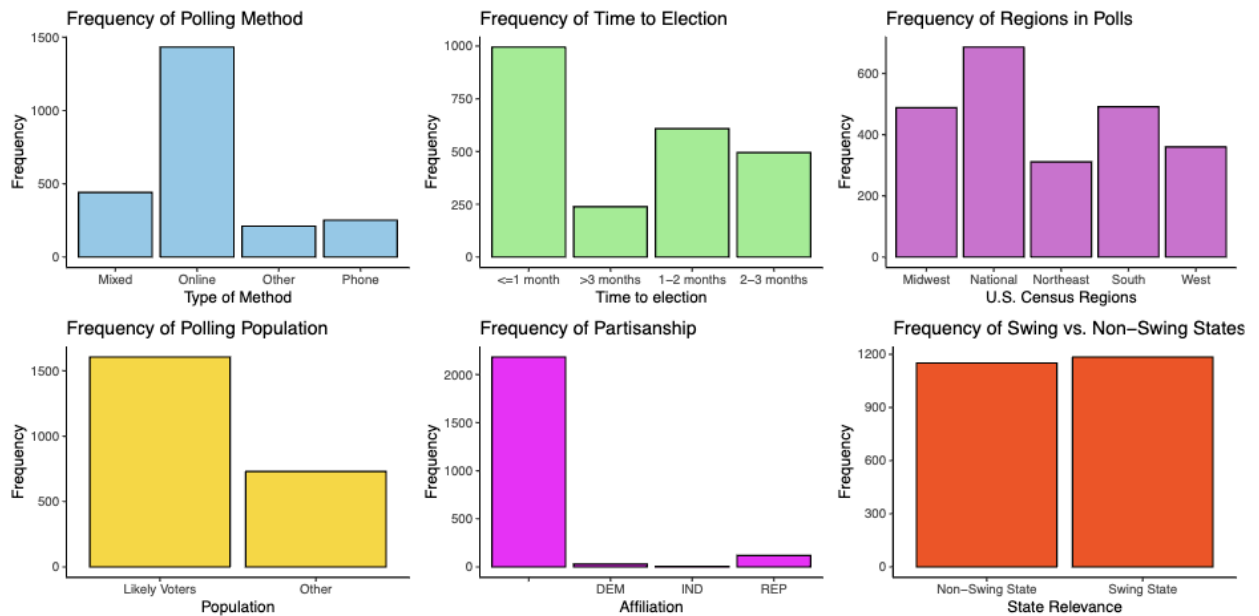 Frequency of Polling Method
1500
1000
500
0
Frequency
Mixed Online Other Phone
Type of Method
Frequency of Time to Election
1000
750
500
250
0
Frequency
<=1 month >3 months 1−2 months 2−3 months
Time to election
Frequency of Regions in Polls
600
400
200
0
Frequency
Midwest National Northeast South West
U.S. Census Regions
Frequency of Polling Population
1500
1000
500
0
Frequency
Likely Voters Other
Population
Frequency of Partisanship
2000
1500
1000
500
0
Frequency
DEM IND REP
Affiliation
Frequency of Swing vs. Non−Swing States
1200
900
600
300
0
Frequency
Non−Swing State Swing State
State Relevance